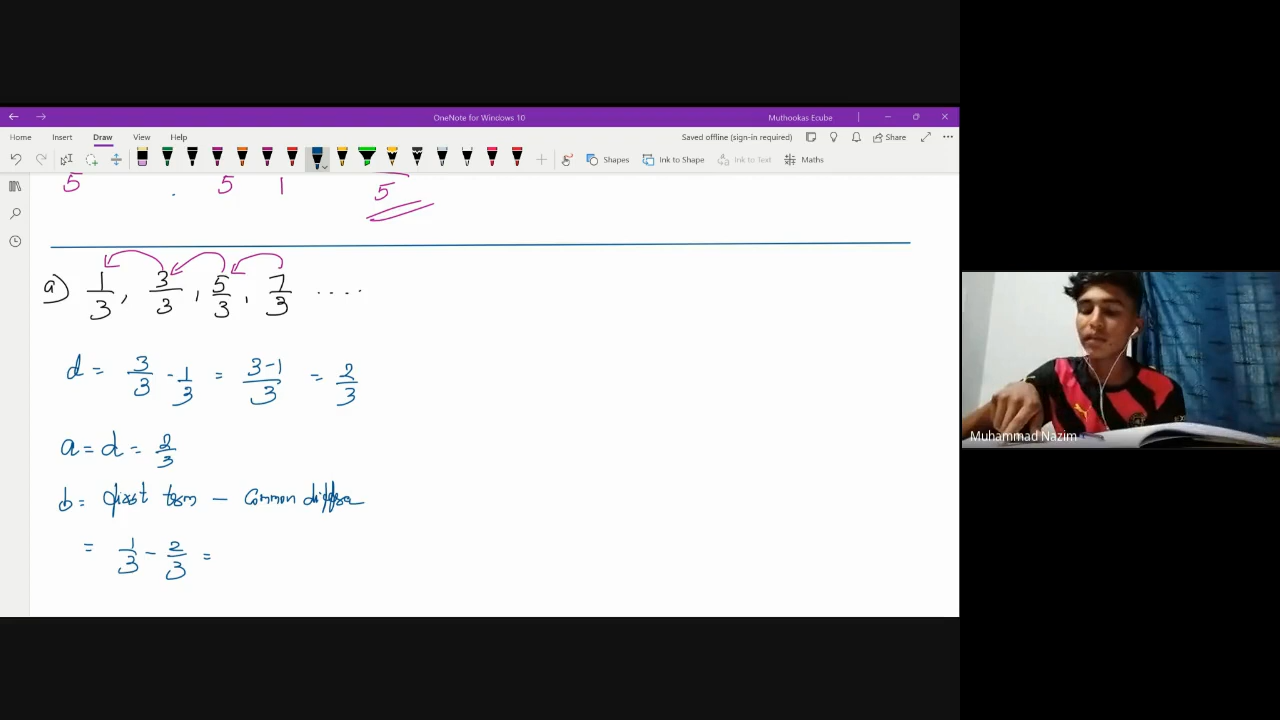 OneNote for Windows 10
Muthookas Ecube
Home Insert Draw View Help
Saved offline (sign-in required) Share
Shapes Ink to Shape Ink to Text Maths
5 . 5 1 5
a) 1/3, 3/3, 5/3, 7/3 ....
d = 3/3 - 1/3 = 3-1/3 = 2/3
a = d = 2/3
b = first term - Common
= 1/3 - 2/3 =
Muhammad Nazim